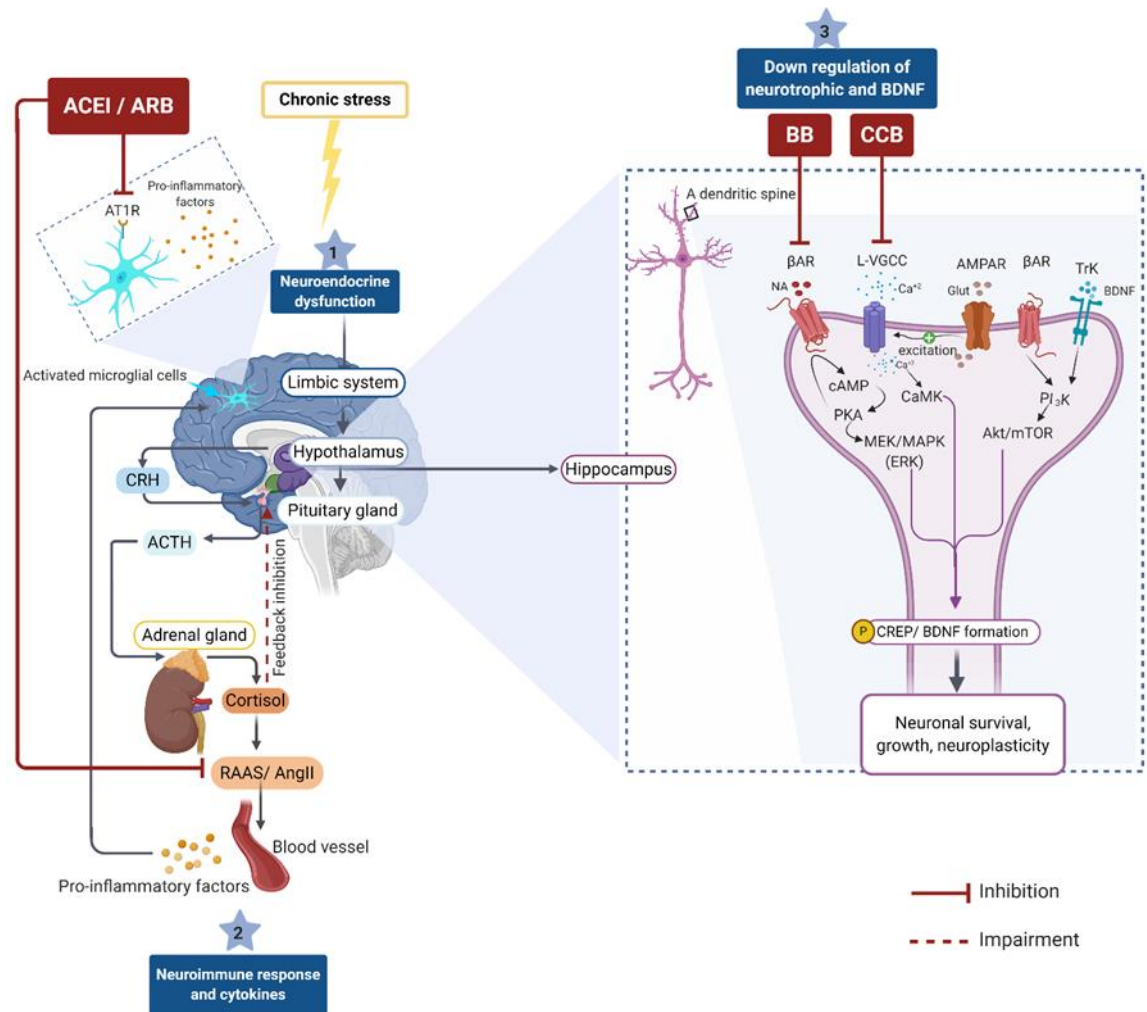 ACEI / ARB
AT1R
Pro-inflammatory
factors
Chronic stress
1
Neuroendocrine
dysfunction
Activated microglial cells
Limbic system
Hypothalamus
CRH
Pituitary gland
ACTH
Feedback inhibition
Adrenal gland
Cortisol
RAAS/ AngII
Blood vessel
Pro-inflammatory factors
2
Neuroimmune response
and cytokines
Hippocampus
3
Down regulation of
neurotrophic and BDNF
BB
CCB
A dendritic spine
βAR
L-VGCC
AMPAR
βAR
TrK
NA
Ca+2
Glut
BDNF
excitation
Ca+2
cAMP
CaMK
PI3K
PKA
MEK/MAPK
(ERK)
Akt/mTOR
P
CREP/ BDNF formation
Neuronal survival,
growth, neuroplasticity
Inhibition
Impairment